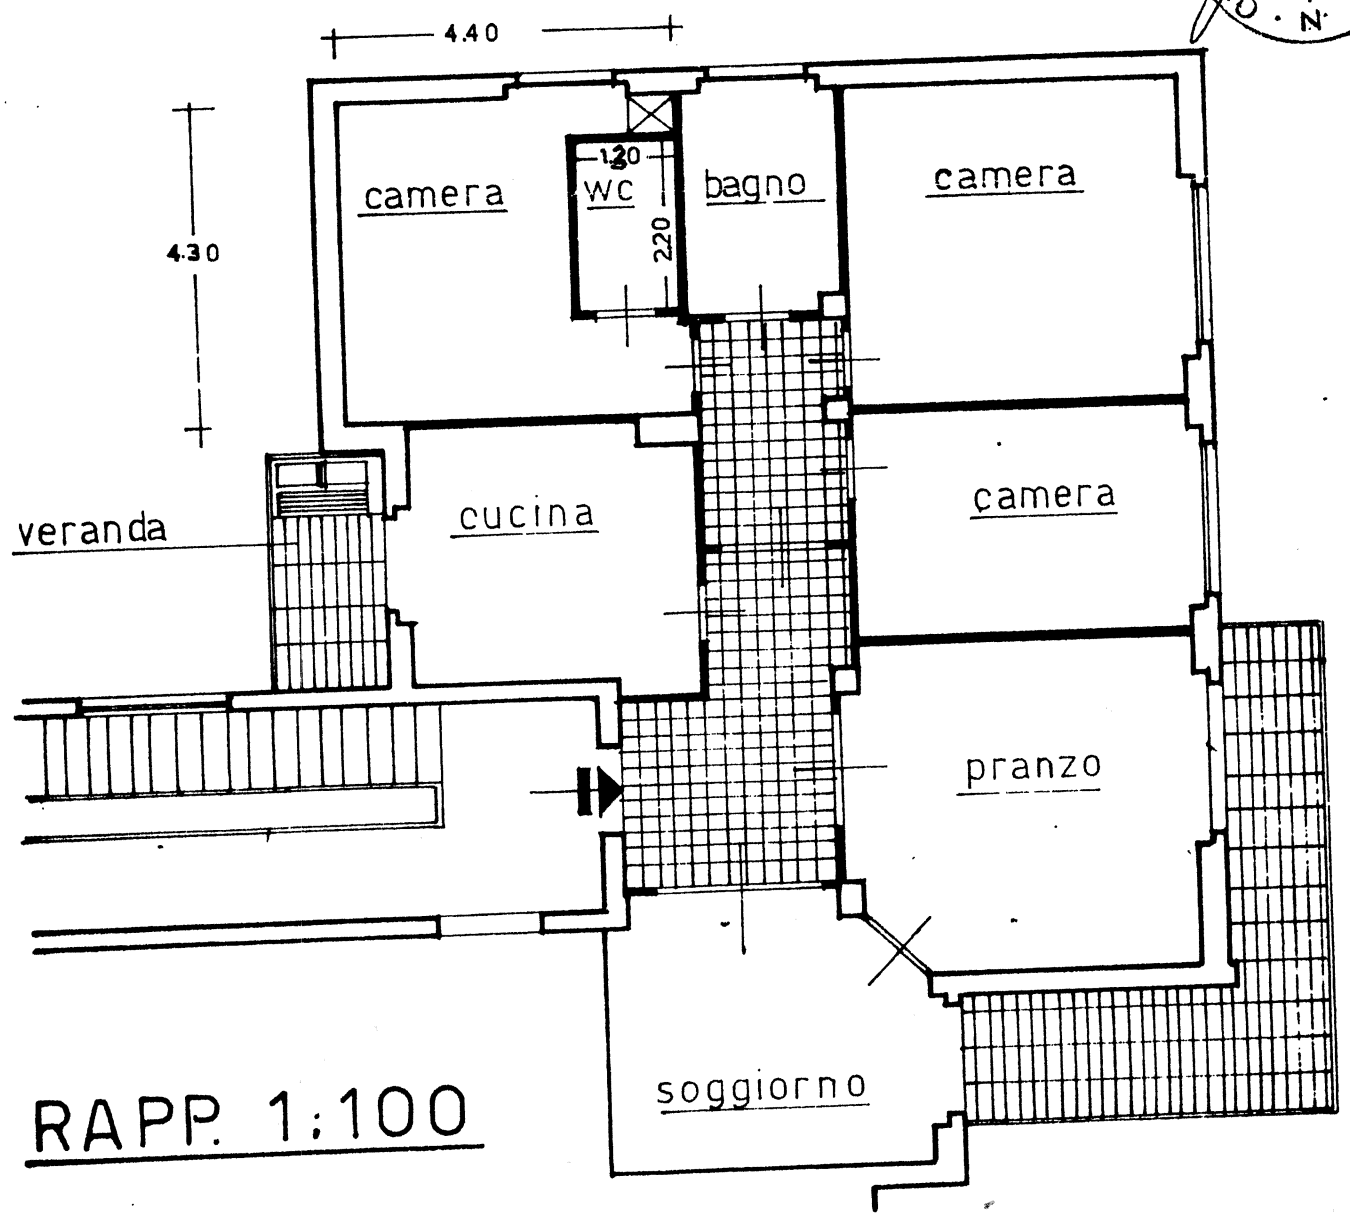 4.40
O . N.
1.20
camera
WC
bagno
camera
4.30
2.20
veranda
cucina
camera
pranzo
soggiorno
RAPP. 1:100